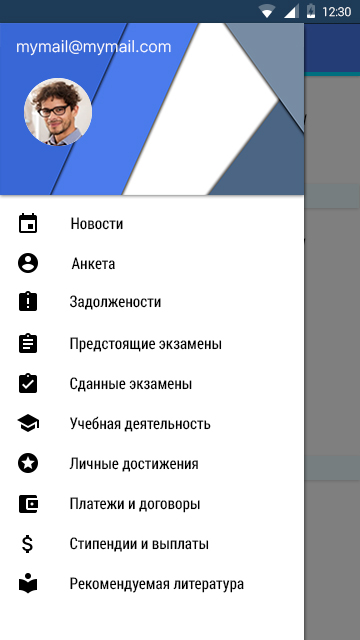 12:30
mymail@mymail.com
Новости
Анкета
Задолжености
Предстоящие экзамены
Сданные экзамены
Учебная деятельность
Личные достижения
Платежи и договоры
Стипендии и выплаты
Рекомендуемая литература